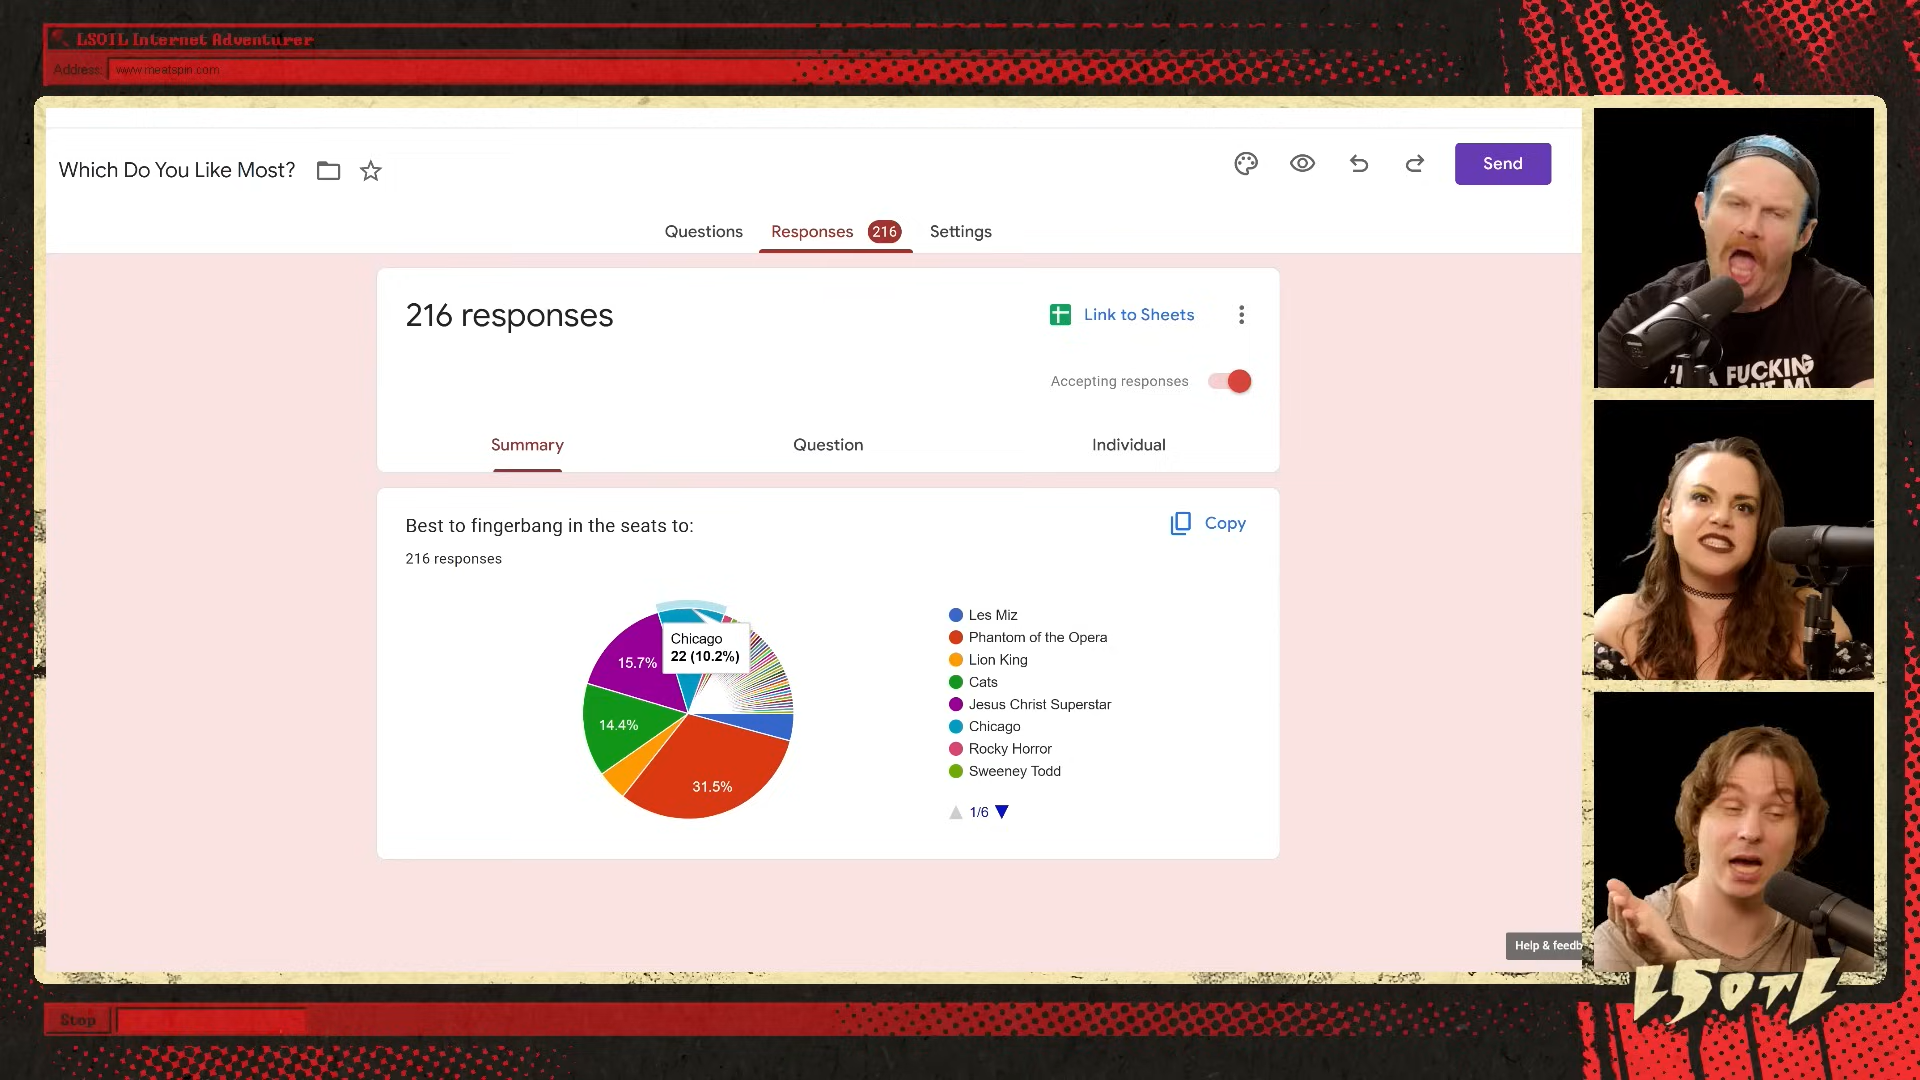 LSOTL Internet Adventurer
Address: www.meatspin.com
Which Do You Like Most?
Send
Questions
Responses 216
Settings
216 responses
Link to Sheets
Accepting responses
Summary
Question
Individual
Best to fingerbang in the seats to:
Copy
216 responses
Chicago
22 (10.2%)
15.7%
14.4%
31.5%
Les Miz
Phantom of the Opera
Lion King
Cats
Jesus Christ Superstar
Chicago
Rocky Horror
Sweeney Todd
1/6
FUCKING
Help & feedb
LSOTL
Stop